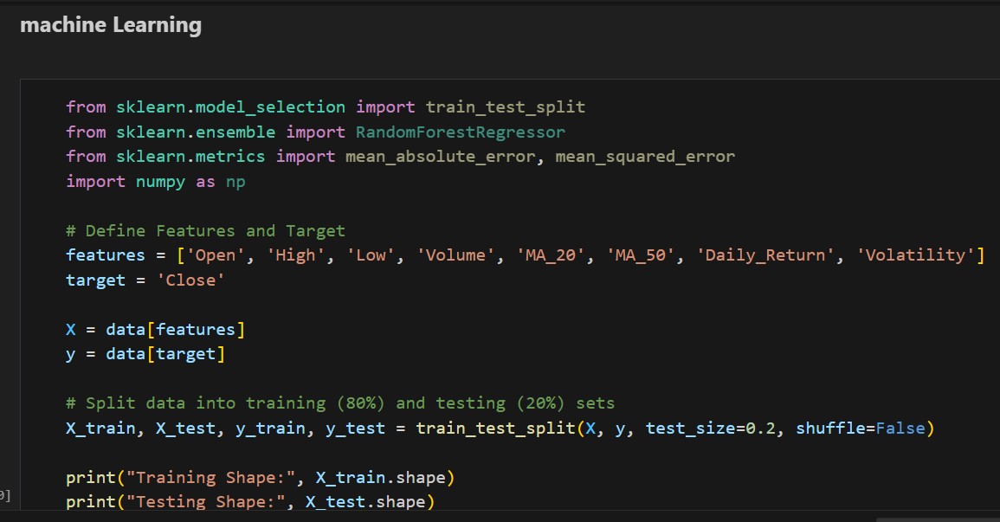 machine Learning
from sklearn.model_selection import train_test_split
from sklearn.ensemble import RandomForestRegressor
from sklearn.metrics import mean_absolute_error, mean_squared_error
import numpy as np
# Define Features and Target
features = ['Open', 'High', 'Low', 'Volume', 'MA_20', 'MA_50', 'Daily_Return', 'Volatility']
target = 'Close'
X = data[features]
y = data[target]
# Split data into training (80%) and testing (20%) sets
X_train, X_test, y_train, y_test = train_test_split(X, y, test_size=0.2, shuffle=False)
print("Training Shape:", X_train.shape)
print("Testing Shape:", X_test.shape)